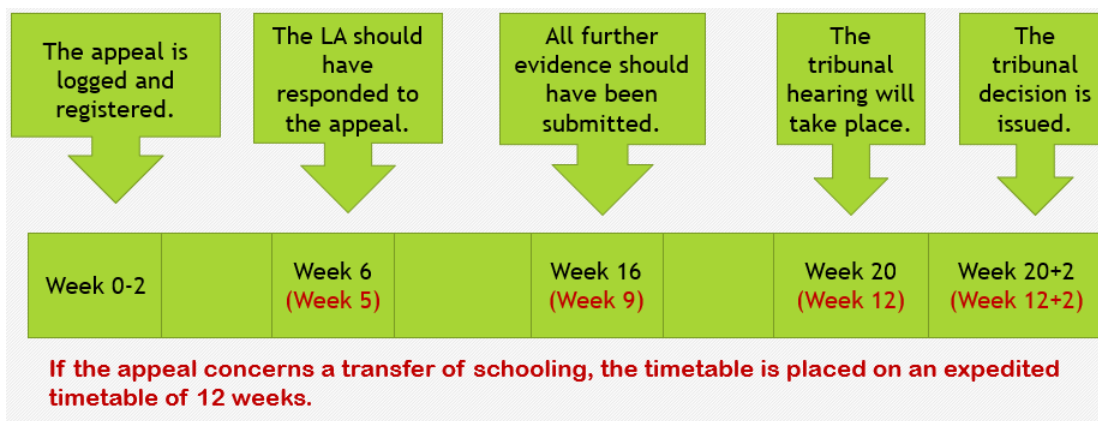 The appeal is
logged and
registered.
The LA should
have
responded to
the appeal.
All further
evidence should
have been
submitted.
The
tribunal
hearing will
take place.
The
tribunal
decision is
issued.
Week 0-2
Week 6
(Week 5)
Week 16
(Week 9)
Week 20
(Week 12)
Week 20+2
(Week 12+2)
If the appeal concerns a transfer of schooling, the timetable is placed on an expedited
timetable of 12 weeks.